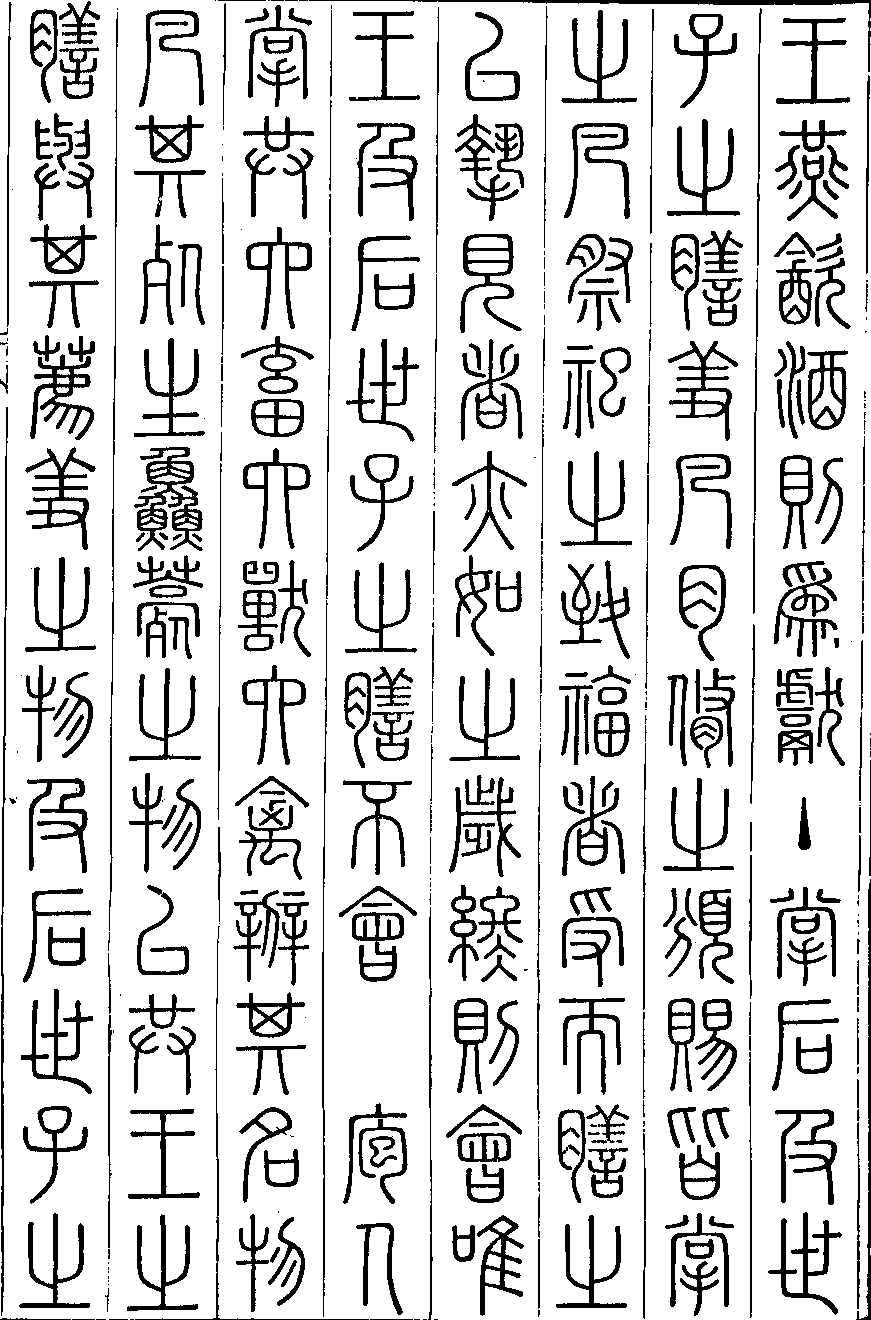 王燕飲酒則為獻主掌后及世
子之膳羞凡肉脩之頒賜皆掌
之凡祭祀之致福者受而膳之
以摯見者亦如之歲終則會唯
王及后世子之膳不會　庖人
掌共六畜六獸六禽辨其名物
凡其死生鱻薧之物以共王之
膳與其薦羞之物及后世子之